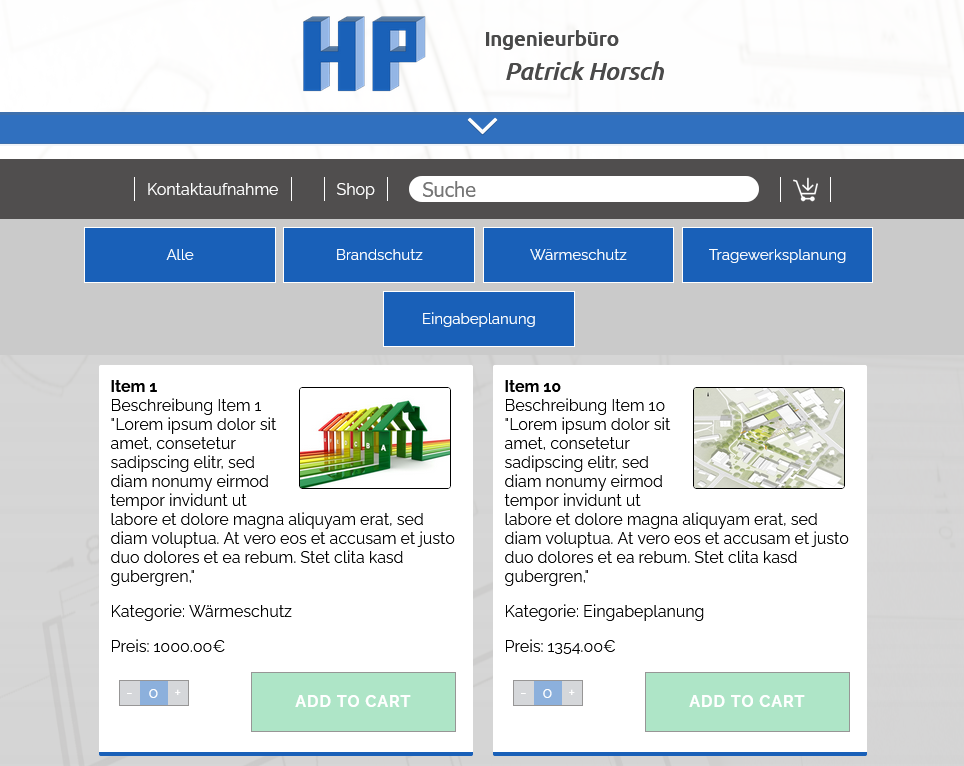 HP
Ingenieurbüro
Patrick Horsch
Kontaktaufnahme
Shop
Suche
Alle
Brandschutz
Wärmeschutz
Tragewerksplanung
Eingabeplanung
Item 1
Beschreibung Item 1
"Lorem ipsum dolor sit
amet, consetetur
sadipscing elitr, sed
diam nonumy eirmod
tempor invidunt ut
labore et dolore magna aliquyam erat, sed
diam voluptua. At vero eos et accusam et justo
duo dolores et ea rebum. Stet clita kasd
gubergren,"
Kategorie: Wärmeschutz
Preis: 1000.00€
- 0 +
ADD TO CART
Item 10
Beschreibung Item 10
"Lorem ipsum dolor sit
amet, consetetur
sadipscing elitr, sed
diam nonumy eirmod
tempor invidunt ut
labore et dolore magna aliquyam erat, sed
diam voluptua. At vero eos et accusam et justo
duo dolores et ea rebum. Stet clita kasd
gubergren,"
Kategorie: Eingabeplanung
Preis: 1354.00€
- 0 +
ADD TO CART